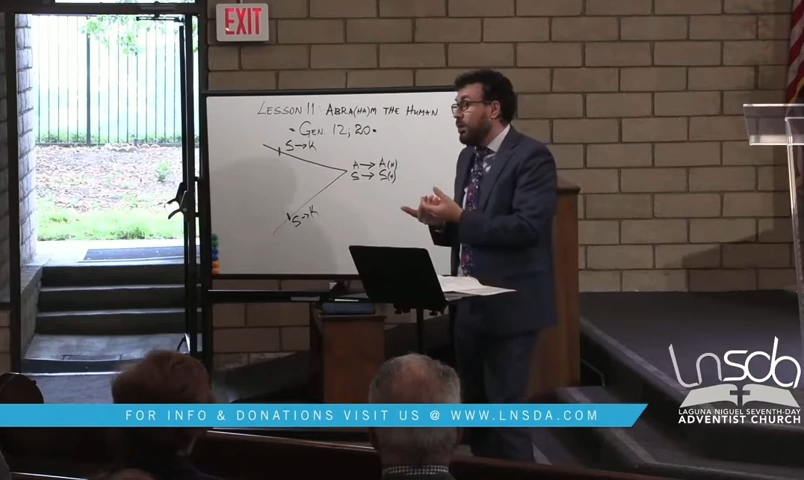 EXIT
LESSON 11: ABRA(HA)M THE HUMAN
• GEN. 12; 20 •
S → K
A → A(H)
S → S(H)
S → K
LNSDA
LAGUNA NIGUEL SEVENTH-DAY
ADVENTIST CHURCH
FOR INFO & DONATIONS VISIT US @ WWW.LNSDA.COM